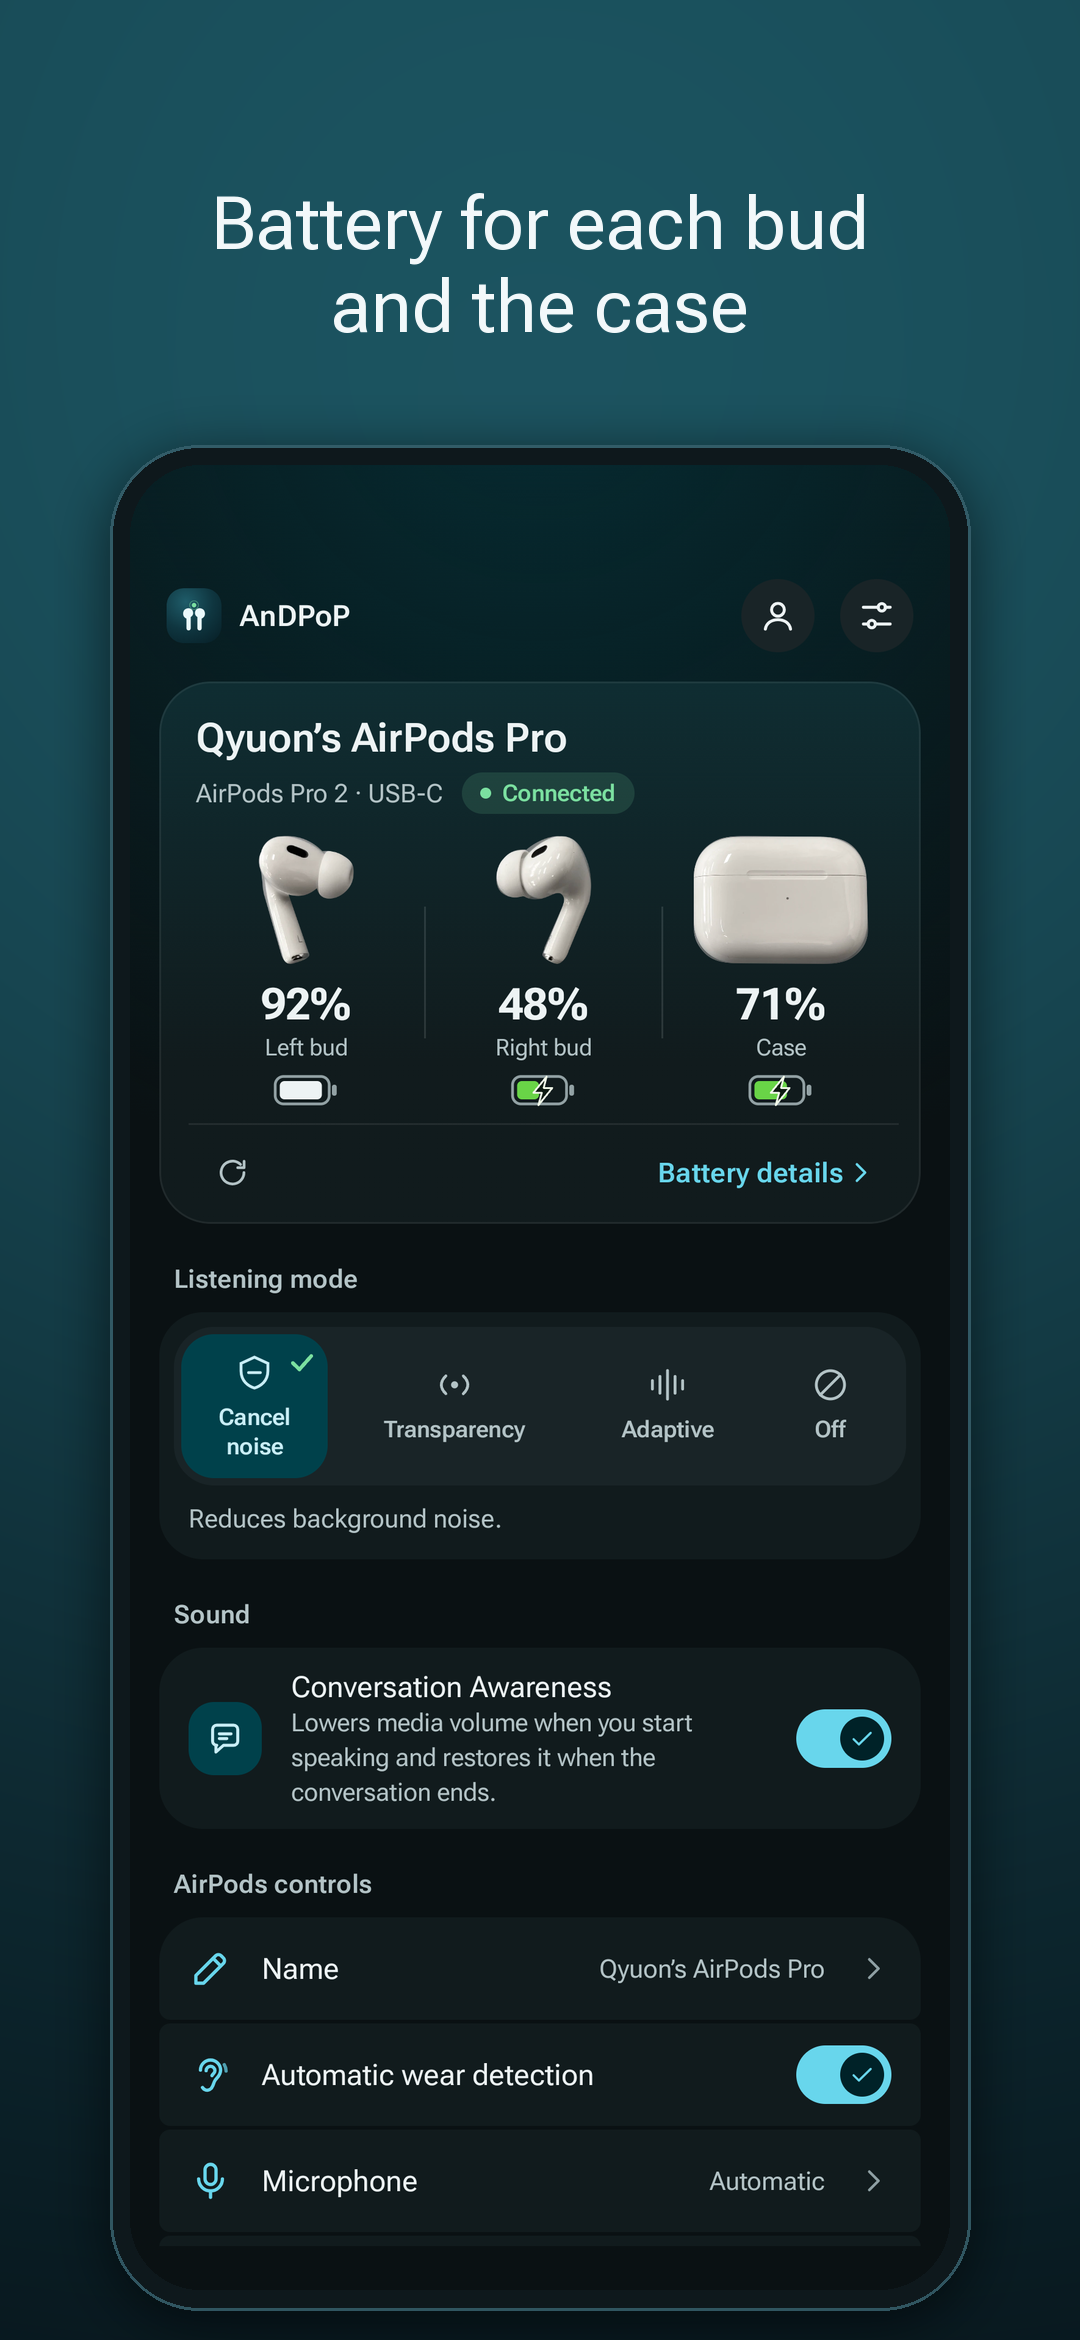 Battery for each bud
and the case
AnDPoP
Qyuon’s AirPods Pro
AirPods Pro 2 · USB-C
Connected
92%
48%
71%
Left bud
Right bud
Case
Battery details
Listening mode
Cancel
noise
Transparency
Adaptive
Off
Reduces background noise.
Sound
Conversation Awareness
Lowers media volume when you start
speaking and restores it when the
conversation ends.
AirPods controls
Name
Qyuon’s AirPods Pro
Automatic wear detection
Microphone
Automatic